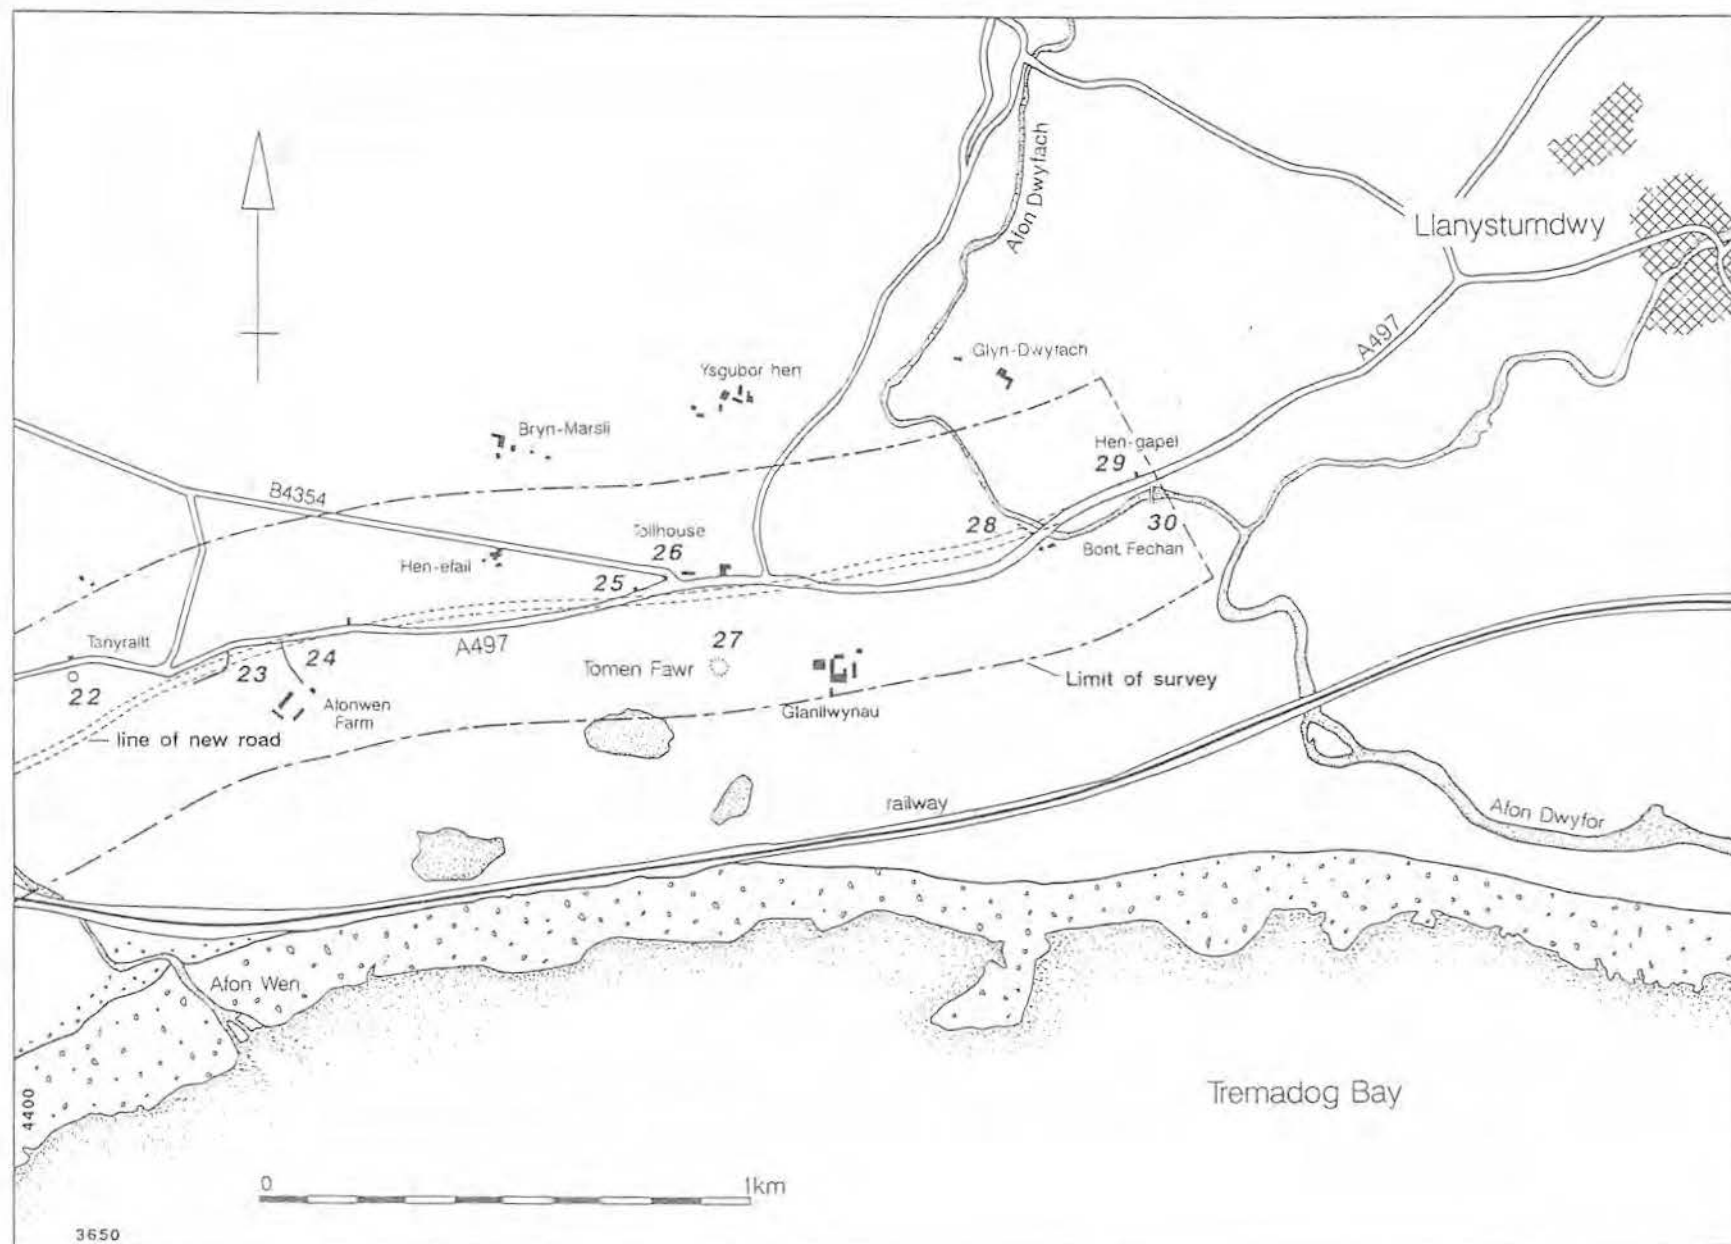 Afon Dwyfach
Llanystumdwy
A497
Glyn-Dwyfach
Ysgubor hen
Bryn-Marsli
Hen-gapel
29
B4354
Tollhouse
26
28
30
Bont Fechan
Hen-efail
25
Tanyrallt
A497
27
24
23
22
Tomen Fawr
Limit of survey
Afonwen
Farm
Glanllwynau
line of new road
railway
Afon Dwyfor
Afon Wen
Tremadog Bay
4400
0
1km
3650